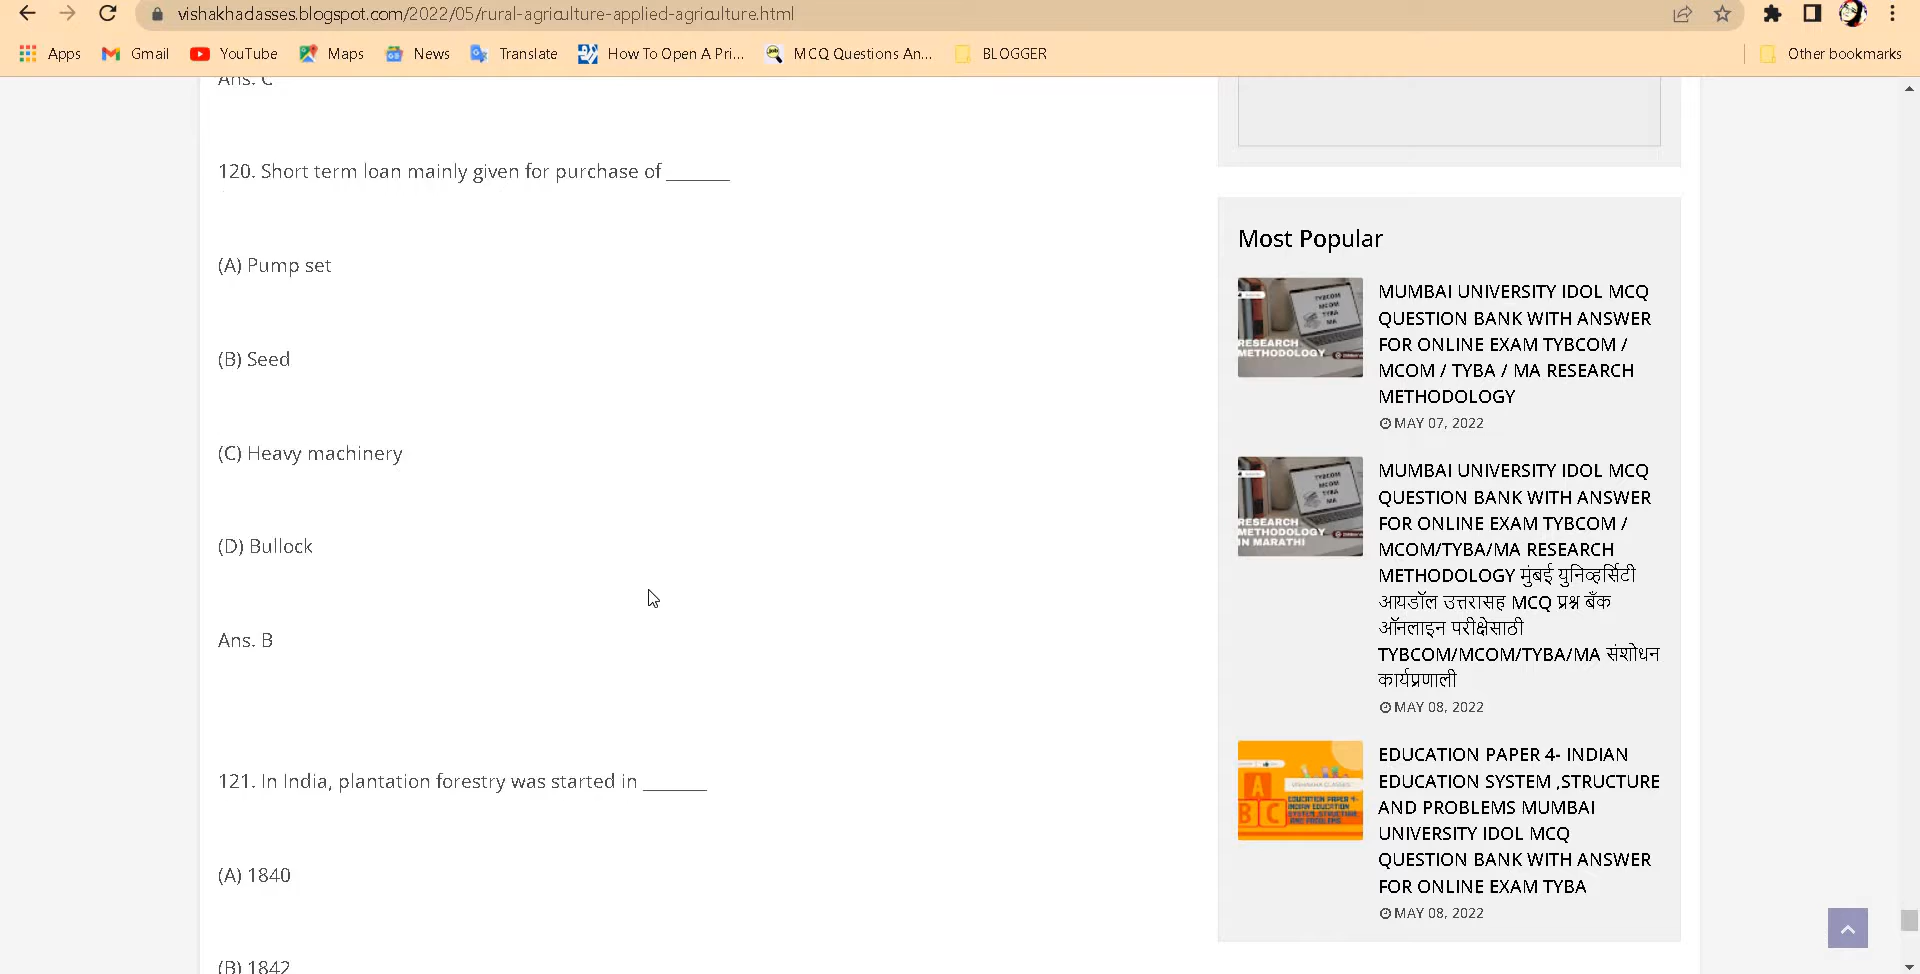 vishakhaclasses.blogspot.com/2022/05/rural-agriculture-applied-agriculture.html
Apps Gmail YouTube Maps News Translate How To Open A Pri... MCQ Questions An... BLOGGER Other bookmarks
Ans. C
120. Short term loan mainly given for purchase of ______
(A) Pump set
(B) Seed
(C) Heavy machinery
(D) Bullock
Ans. B
121. In India, plantation forestry was started in ______
(A) 1840
(B) 1842
Most Popular
RESEARCH
METHODOLOGY
MUMBAI UNIVERSITY IDOL MCQ
QUESTION BANK WITH ANSWER
FOR ONLINE EXAM TYBCOM /
MCOM / TYBA / MA RESEARCH
METHODOLOGY
MAY 07, 2022
RESEARCH
METHODOLOGY
IN MARATHI
MUMBAI UNIVERSITY IDOL MCQ
QUESTION BANK WITH ANSWER
FOR ONLINE EXAM TYBCOM /
MCOM/TYBA/MA RESEARCH
METHODOLOGY मुंबई युनिव्हर्सिटी
आयडॉल उत्तरासह MCQ प्रश्न बँक
ऑनलाइन परीक्षेसाठी
TYBCOM/MCOM/TYBA/MA संशोधन
कार्यप्रणाली
MAY 08, 2022
EDUCATION PAPER 4- INDIAN
EDUCATION SYSTEM ,STRUCTURE
AND PROBLEMS MUMBAI
UNIVERSITY IDOL MCQ
QUESTION BANK WITH ANSWER
FOR ONLINE EXAM TYBA
MAY 08, 2022